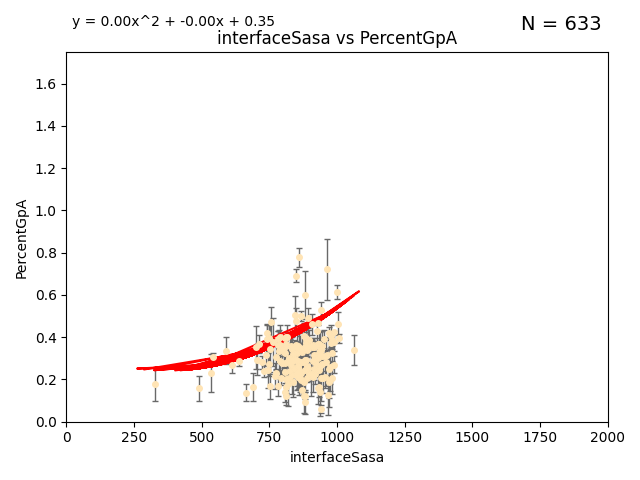 y = 0.00x^2 + -0.00x + 0.35
N = 633
interfaceSasa vs PercentGpA
PercentGpA
1.6
1.4
1.2
1.0
0.8
0.6
0.4
0.2
0.0
0 250 500 750 1000 1250 1500 1750 2000
interfaceSasa